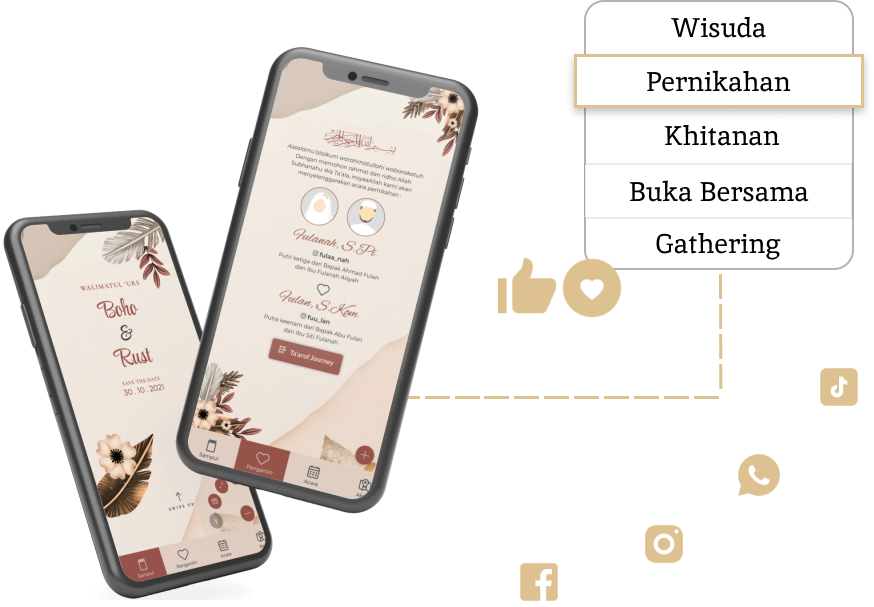 Wisuda
Pernikahan
Khitanan
Buka Bersama
Gathering
Assalamu'alaikum warahmatullahi wabarakatuh
Dengan memohon rahmat dan ridho Allah
Subhanahu Wa Ta'ala, insyaaAllah kami akan
menyelenggarakan acara pernikahan :
Fulanah, S.Pi
fulaa_nah
Putri ketiga dari Bapak Ahmad Fulan
dan Ibu Fulanah Aisyah
Fulan, S.Kom
fuu_lan
Putra keenam dari Bapak Abu Fulan
dan Ibu Siti Fulanah
Ta'aruf Journey
Sampul
Pengantin
Acara
WALIMATUL 'URS
Boho
&
Rust
SAVE THE DATE
30 . 10 . 2021
SWIPE UP
Sampul
Pengantin
Acara